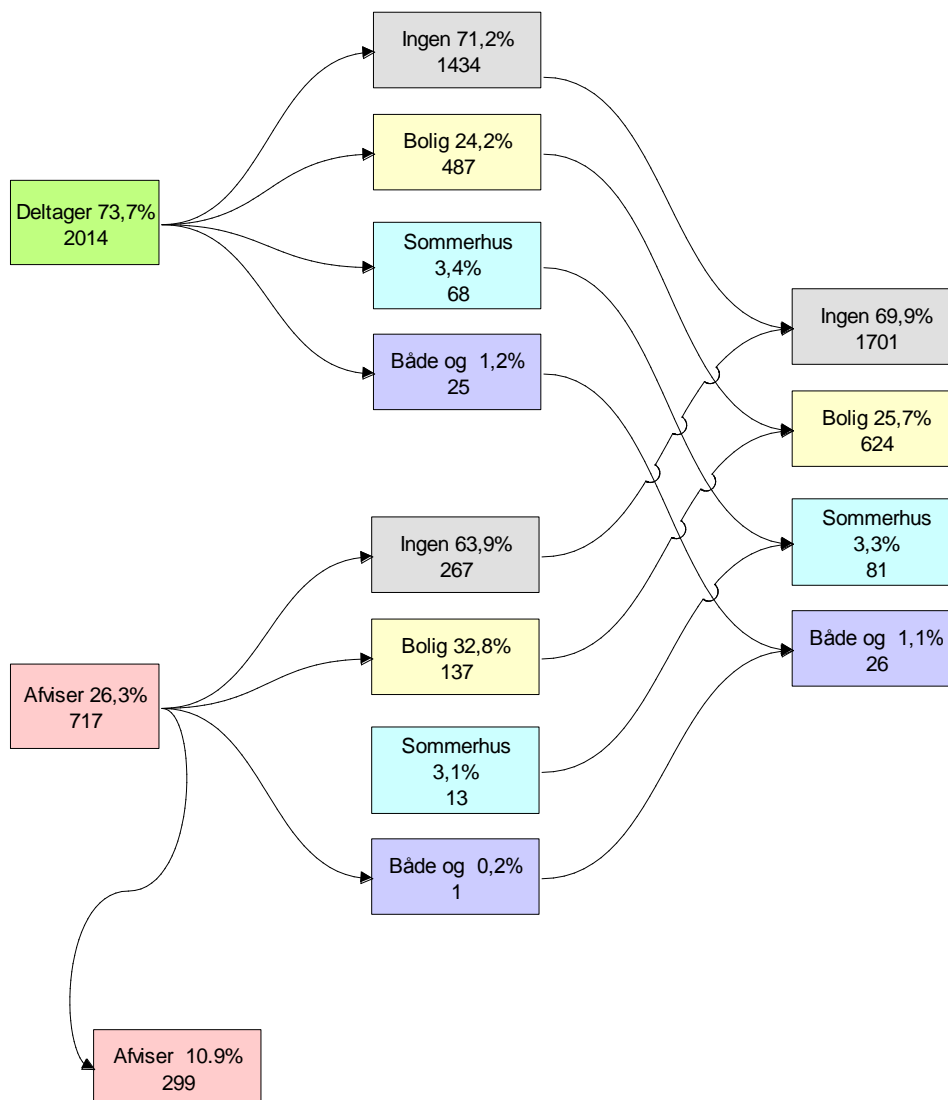 Ingen 71,2%
1434
Bolig 24,2%
487
Deltager 73,7%
2014
Sommerhus
3,4%
68
Både og 1,2%
25
Ingen 69,9%
1701
Bolig 25,7%
624
Sommerhus
3,3%
81
Både og 1,1%
26
Ingen 63,9%
267
Bolig 32,8%
137
Afviser 26,3%
717
Sommerhus
3,1%
13
Både og 0,2%
1
Afviser 10.9%
299